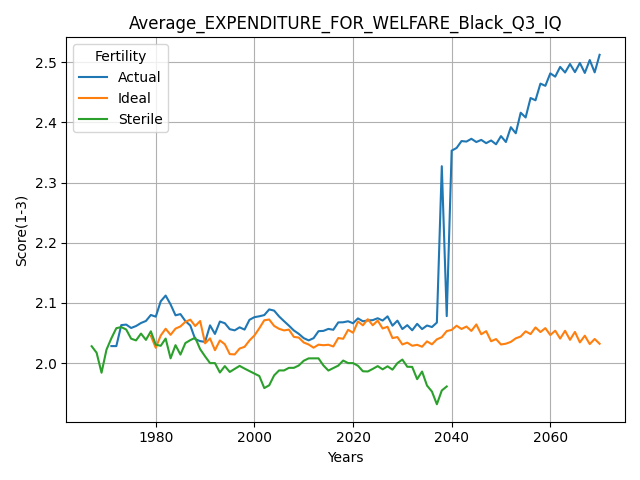 Average_EXPENDITURE_FOR_WELFARE_Black_Q3_IQ
Fertility
Actual
Ideal
Sterile
Score(1-3)
2.5
2.4
2.3
2.2
2.1
2.0
1980
2000
2020
2040
2060
Years